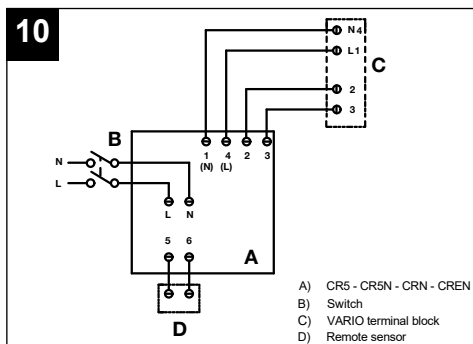 10
N 4
L 1
2
3
C
B
N
L
1 4 2 3
(N) (L)
L N
5 6
A
D
A) CR5 - CR5N - CRN - CREN
B) Switch
C) VARIO terminal block
D) Remote sensor